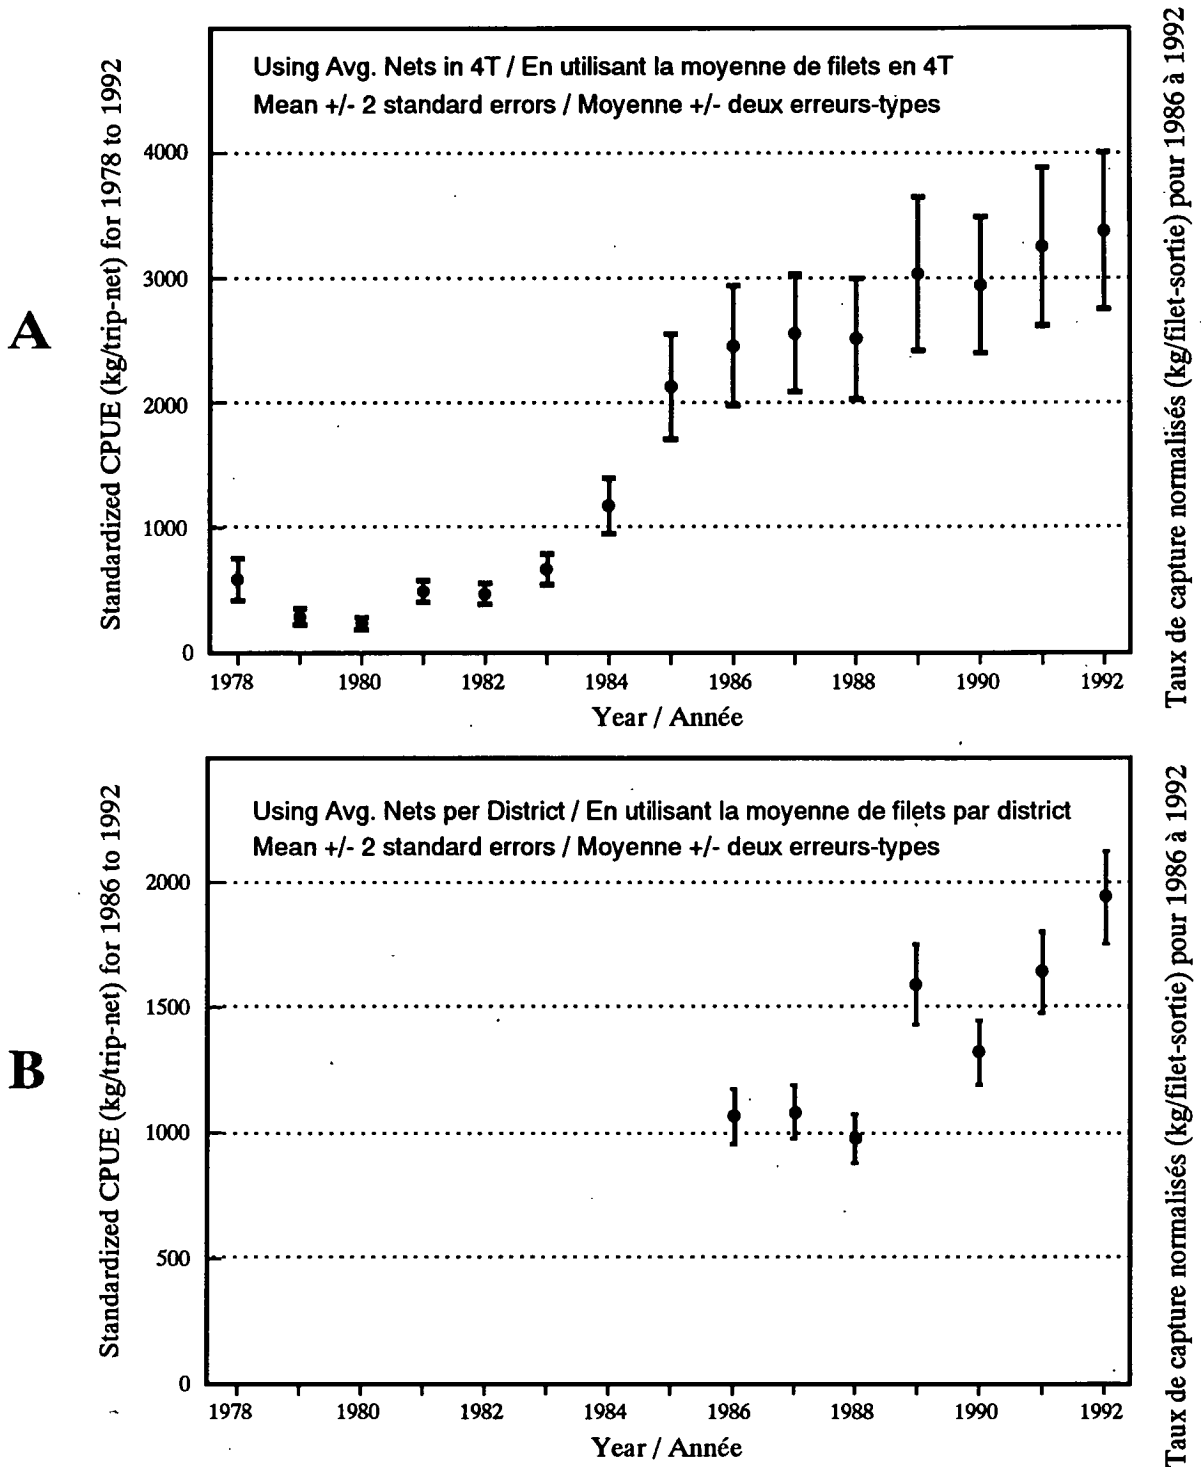 A
Standardized CPUE (kg/trip-net) for 1978 to 1992
Using Avg. Nets in 4T / En utilisant la moyenne de filets en 4T
Mean +/- 2 standard errors / Moyenne +/- deux erreurs-types
4000
3000
2000
1000
0
1978 1980 1982 1984 1986 1988 1990 1992
Year / Année
Taux de capture normalisés (kg/filet-sortie) pour 1986 à 1992
B
Standardized CPUE (kg/trip-net) for 1986 to 1992
Using Avg. Nets per District / En utilisant la moyenne de filets par district
Mean +/- 2 standard errors / Moyenne +/- deux erreurs-types
2000
1500
1000
500
0
1978 1980 1982 1984 1986 1988 1990 1992
Year / Année
Taux de capture normalisés (kg/filet-sortie) pour 1986 à 1992